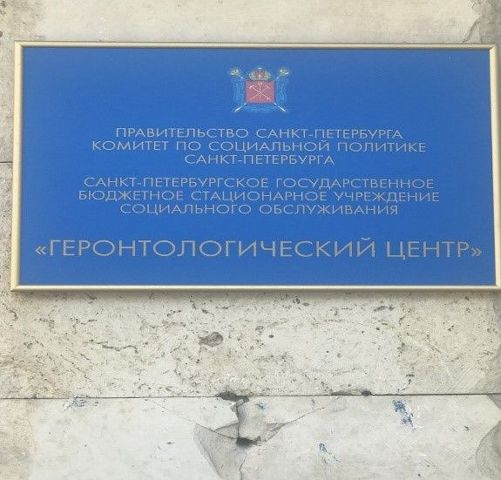 ПРАВИТЕЛЬСТВО САНКТ-ПЕТЕРБУРГА
КОМИТЕТ ПО СОЦИАЛЬНОЙ ПОЛИТИКЕ
САНКТ-ПЕТЕРБУРГА
САНКТ-ПЕТЕРБУРГСКОЕ ГОСУДАРСТВЕННОЕ
БЮДЖЕТНОЕ СТАЦИОНАРНОЕ УЧРЕЖДЕНИЕ
СОЦИАЛЬНОГО ОБСЛУЖИВАНИЯ
«ГЕРОНТОЛОГИЧЕСКИЙ ЦЕНТР»